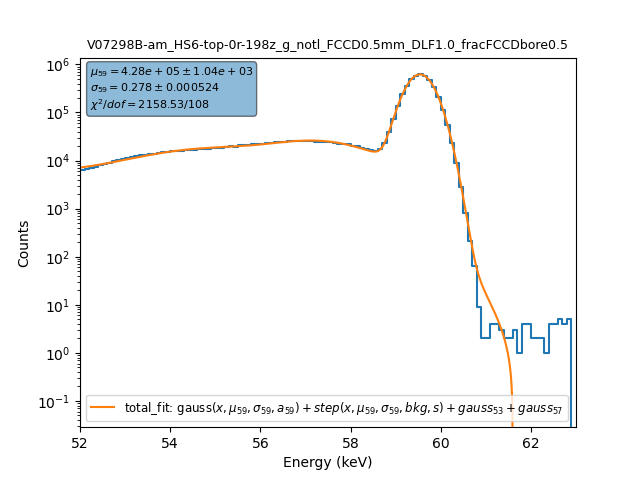 V07298B-am_HS6-top-0r-198z_g_notl_FCCD0.5mm_DLF1.0_fracFCCDbore0.5
μ₅₉ = 4.28e + 05 ± 1.04e + 03
σ₅₉ = 0.278 ± 0.000524
χ²/dof = 2158.53/108
10⁶
10⁵
10⁴
10³
10²
10¹
10⁰
10⁻¹
Counts
total_fit: gauss(x, μ₅₉, σ₅₉, a₅₉) + step(x, μ₅₉, σ₅₉, bkg, s) + gauss₅₃ + gauss₅₇
52 54 56 58 60 62
Energy (keV)